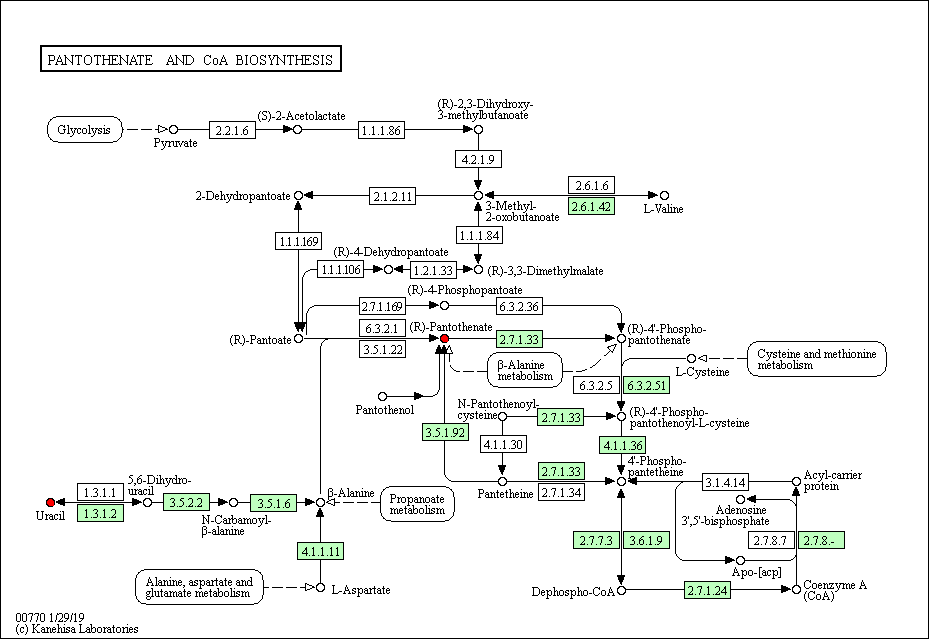 PANTOTHENATE AND CoA BIOSYNTHESIS
Glycolysis
Pyruvate
2.2.1.6
(S)-2-Acetolactate
1.1.1.86
(R)-2,3-Dihydroxy-
3-methylbutanoate
4.2.1.9
2-Dehydropantoate
2.1.2.11
3-Methyl-
2-oxobutanoate
2.6.1.6
2.6.1.42
L-Valine
1.1.1.169
1.1.1.84
(R)-4-Dehydropantoate
1.1.1.106
1.2.1.33
(R)-3,3-Dimethylmalate
(R)-4-Phosphopantoate
2.7.1.169
6.3.2.36
(R)-Pantoate
6.3.2.1
3.5.1.22
(R)-Pantothenate
2.7.1.33
(R)-4'-Phospho-
pantothenate
β-Alanine
metabolism
L-Cysteine
Cysteine and methionine
metabolism
6.3.2.5
6.3.2.51
Pantothenol
N-Pantothenoyl-
cysteine
2.7.1.33
(R)-4'-Phospho-
pantothenoyl-L-cysteine
3.5.1.92
4.1.1.30
4.1.1.36
4'-Phospho-
pantetheine
Pantetheine
2.7.1.33
2.7.1.34
3.1.4.14
Acyl-carrier
protein
Adenosine
3',5'-bisphosphate
5,6-Dihydro-
uracil
Uracil
1.3.1.1
1.3.1.2
3.5.2.2
N-Carbamoyl-
β-alanine
3.5.1.6
β-Alanine
Propanoate
metabolism
4.1.1.11
2.7.7.3
3.6.1.9
2.7.8.7
2.7.8.-
Apo-[acp]
Alanine, aspartate and
glutamate metabolism
L-Aspartate
Dephospho-CoA
2.7.1.24
Coenzyme A
(CoA)
00770 1/29/19
(c) Kanehisa Laboratories